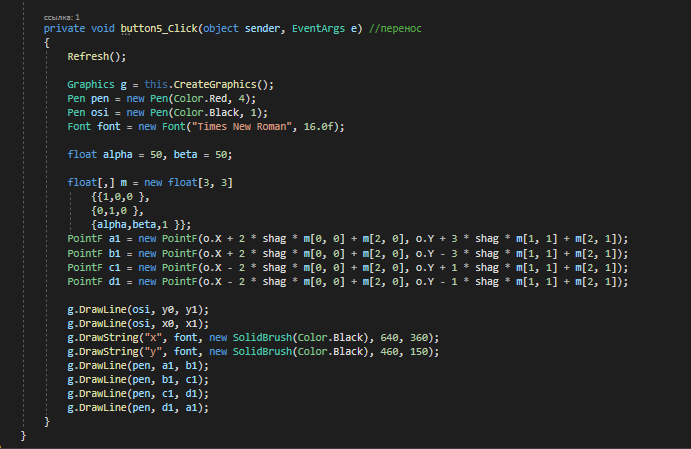 ссылка: 1
private void button5_Click(object sender, EventArgs e) //перенос
{
Refresh();
Graphics g = this.CreateGraphics();
Pen pen = new Pen(Color.Red, 4);
Pen osi = new Pen(Color.Black, 1);
Font font = new Font("Times New Roman", 16.0f);
float alpha = 50, beta = 50;
float[,] m = new float[3, 3]
{{1,0,0 },
{0,1,0 },
{alpha,beta,1 }};
PointF a1 = new PointF(o.X + 2 * shag * m[0, 0] + m[2, 0], o.Y + 3 * shag * m[1, 1] + m[2, 1]);
PointF b1 = new PointF(o.X + 2 * shag * m[0, 0] + m[2, 0], o.Y - 3 * shag * m[1, 1] + m[2, 1]);
PointF c1 = new PointF(o.X - 2 * shag * m[0, 0] + m[2, 0], o.Y + 1 * shag * m[1, 1] + m[2, 1]);
PointF d1 = new PointF(o.X - 2 * shag * m[0, 0] + m[2, 0], o.Y - 1 * shag * m[1, 1] + m[2, 1]);
g.DrawLine(osi, y0, y1);
g.DrawLine(osi, x0, x1);
g.DrawString("x", font, new SolidBrush(Color.Black), 640, 360);
g.DrawString("y", font, new SolidBrush(Color.Black), 460, 150);
g.DrawLine(pen, a1, b1);
g.DrawLine(pen, b1, c1);
g.DrawLine(pen, c1, d1);
g.DrawLine(pen, d1, a1);
}
}